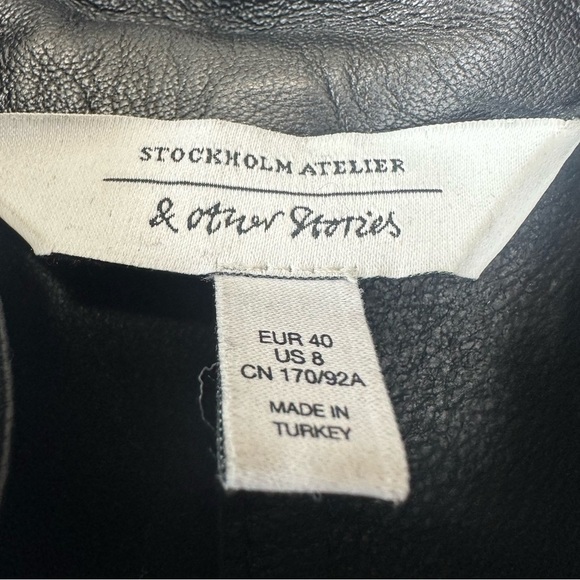 STOCKHOLM ATELIER
& other Stories
EUR 40
US 8
CN 170/92A
MADE IN
TURKEY